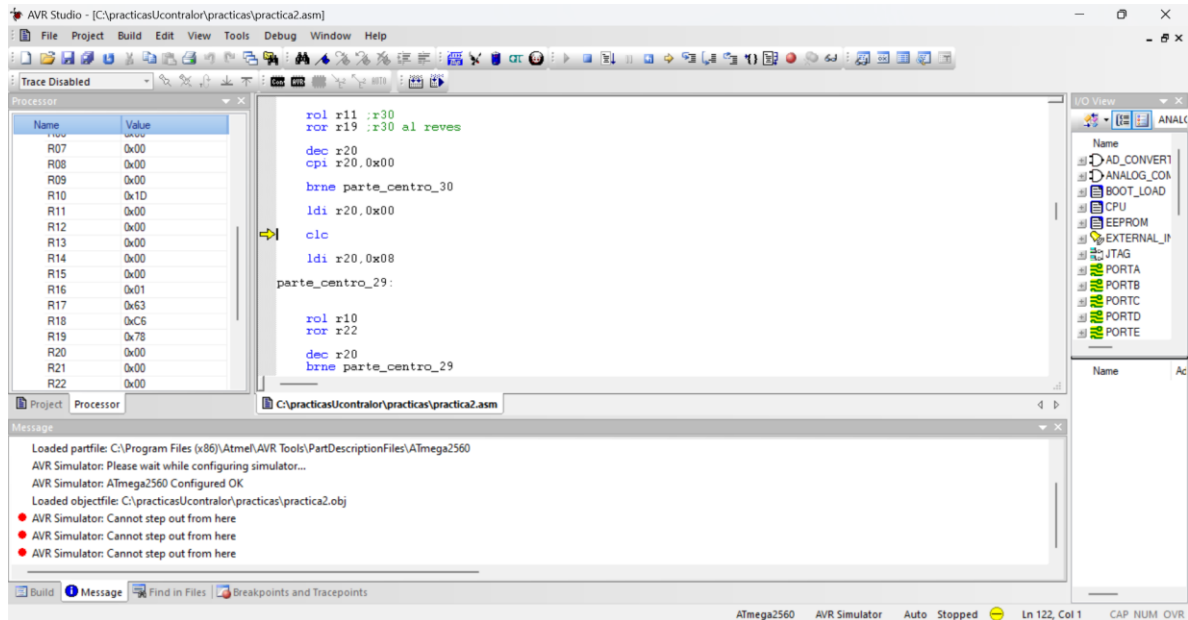 AVR Studio - [C:\practicasUcontralor\practicas\practica2.asm]
File Project Build Edit View Tools Debug Window Help
Trace Disabled
Processor
Name Value
R07 0x00
R08 0x00
R09 0x00
R10 0x1D
R11 0x00
R12 0x00
R13 0x00
R14 0x00
R15 0x00
R16 0x01
R17 0x63
R18 0xC6
R19 0x78
R20 0x00
R21 0x00
R22 0x00
Project Processor
rol r11 ;r30
ror r19 ;r30 al reves
dec r20
cpi r20,0x00
brne parte_centro_30
ldi r20,0x00
clc
ldi r20,0x08
parte_centro_29:
rol r10
ror r22
dec r20
brne parte_centro_29
C:\practicasUcontralor\practicas\practica2.asm
I/O View
Name
AD_CONVERT
ANALOG_COM
BOOT_LOAD
CPU
EEPROM
EXTERNAL_IN
JTAG
PORTA
PORTB
PORTC
PORTD
PORTE
Name
Message
Loaded partfile: C:\Program Files (x86)\Atmel\AVR Tools\PartDescriptionFiles\ATmega2560
AVR Simulator: Please wait while configuring simulator...
AVR Simulator: ATmega2560 Configured OK
Loaded objectfile: C:\practicasUcontralor\practicas\practica2.obj
AVR Simulator: Cannot step out from here
AVR Simulator: Cannot step out from here
AVR Simulator: Cannot step out from here
Build Message Find in Files Breakpoints and Tracepoints
ATmega2560 AVR Simulator Auto Stopped Ln 122, Col 1 CAP NUM OVR